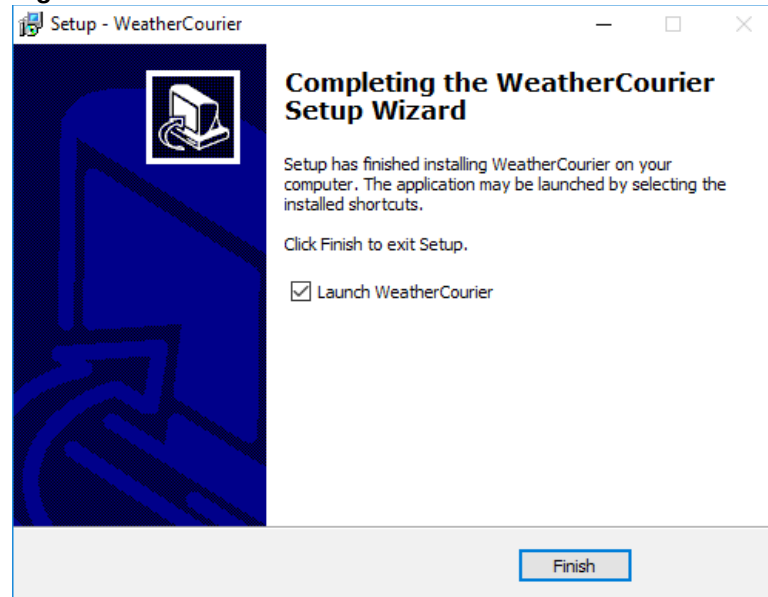 Setup - WeatherCourier
Completing the WeatherCourier
Setup Wizard
Setup has finished installing WeatherCourier on your
computer. The application may be launched by selecting the
installed shortcuts.
Click Finish to exit Setup.
Launch WeatherCourier
Finish